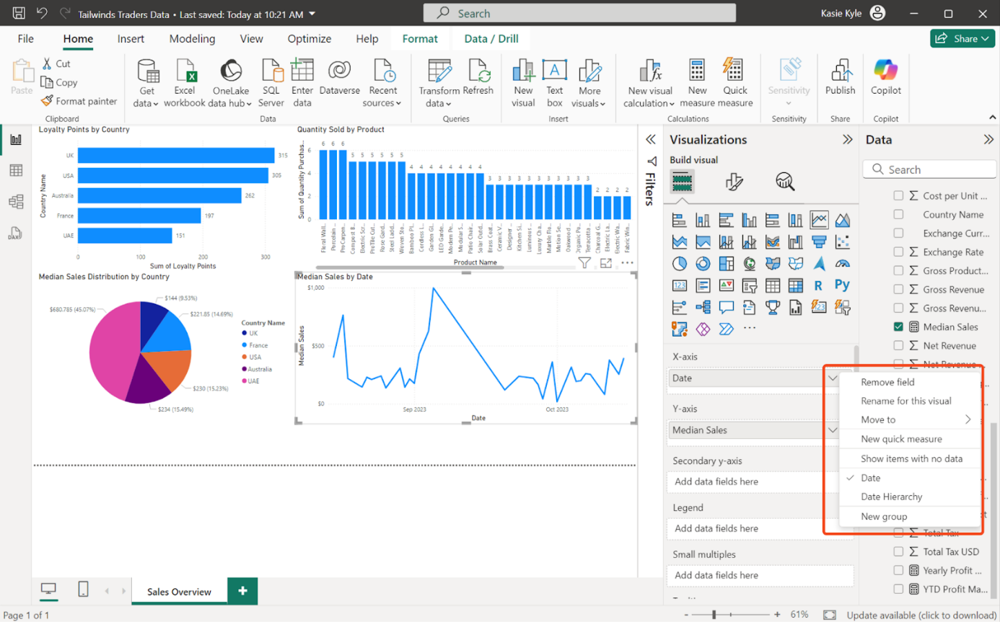 Tailwinds Traders Data • Last saved: Today at 10:21 AM
Search
Kasie Kyle
File
Home
Insert
Modeling
View
Optimize
Help
Format
Data / Drill
Share
Paste
Cut
Copy
Format painter
Clipboard
Get data
Excel workbook
OneLake data hub
SQL Server
Enter data
Dataverse
Recent sources
Data
Transform data
Refresh
Queries
New visual
Text box
More visuals
Insert
New visual calculation
New measure
Quick measure
Calculations
Sensitivity
Sensitivity
Publish
Share
Copilot
Copilot
Loyalty Points by Country
Country Name
UK
315
USA
305
Australia
262
France
197
UAE
151
0 100 200 300
Sum of Loyalty Points
Quantity Sold by Product
Sum of Quantity Purchas...
6
4
2
0
6 6 6 5 5 5 5 5 5 4 4 4 4 4 4 4 4 3 3 3 3 3 3 3 3 3 3 3 2 2 2 2
Floral Wall...
Porcelain ...
ProCarpen...
Compost B...
Electric Scr...
ProTile Cut...
Rose Gard...
Steel Ladd...
Woven Sto...
Bamboo Pl...
Cordless L...
Garden Gl...
LED Garde...
Modern Pe...
Modular S...
Patio Chair...
Solar Outd...
Brass Coat...
Ceramic V...
Designer ...
Kitchen Si...
Luminous ...
Luxury Cha...
Marble Flo...
Motion Se...
Oakwood ...
Organic Po...
Terracotta ...
Charcoal G...
Electric La...
Electric Wa...
Fabric Win...
Product Name
Median Sales Distribution by Country
$144 (9.53%)
$221.85 (14.69%)
$230 (15.23%)
$234 (15.49%)
$680.785 (45.07%)
Country Name
UK
France
USA
Australia
UAE
Median Sales by Date
Median Sales
$1,000
$500
$0
Sep 2023
Oct 2023
Date
Filters
Visualizations
Build visual
123
R
Py
123
X-axis
Date
Y-axis
Median Sales
Secondary y-axis
Add data fields here
Legend
Add data fields here
Small multiples
Add data fields here
Remove field
Rename for this visual
Move to
New quick measure
Show items with no data
Date
Date Hierarchy
New group
Data
Search
Cost per Unit ...
Country Name
Exchange Curr...
Exchange Rate
Gross Product...
Gross Revenue
Gross Revenu...
Median Sales
Net Revenue
Net Revenue
Total Tax
Total Tax USD
Yearly Profit ...
YTD Profit Ma...
DAX
Sales Overview
Page 1 of 1
- + 61%
Update available (click to download)